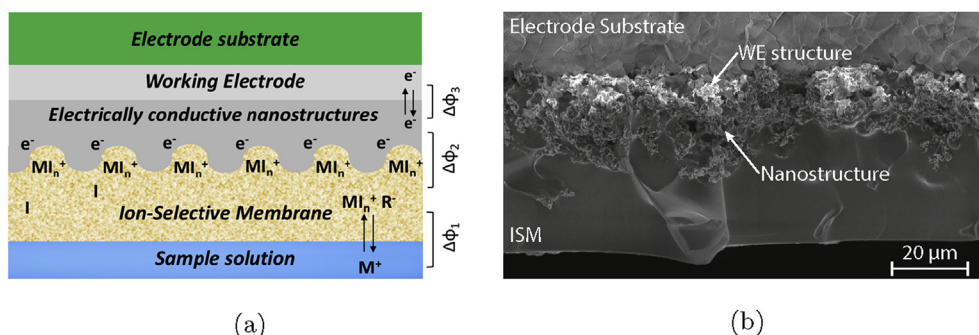 Electrode substrate
Working Electrode
e⁻
Δϕ₃
Electrically conductive nanostructures
e⁻
e⁻ e⁻ e⁻ e⁻ e⁻
Δϕ₂
MIₙ⁺ MIₙ⁺ MIₙ⁺ MIₙ⁺ MIₙ⁺ MIₙ⁺
I
I
MIₙ⁺ R⁻
Ion-Selective Membrane
Δϕ₁
Sample solution
M⁺
(a)
Electrode Substrate
WE structure
Nanostructure
ISM
20 μm
(b)